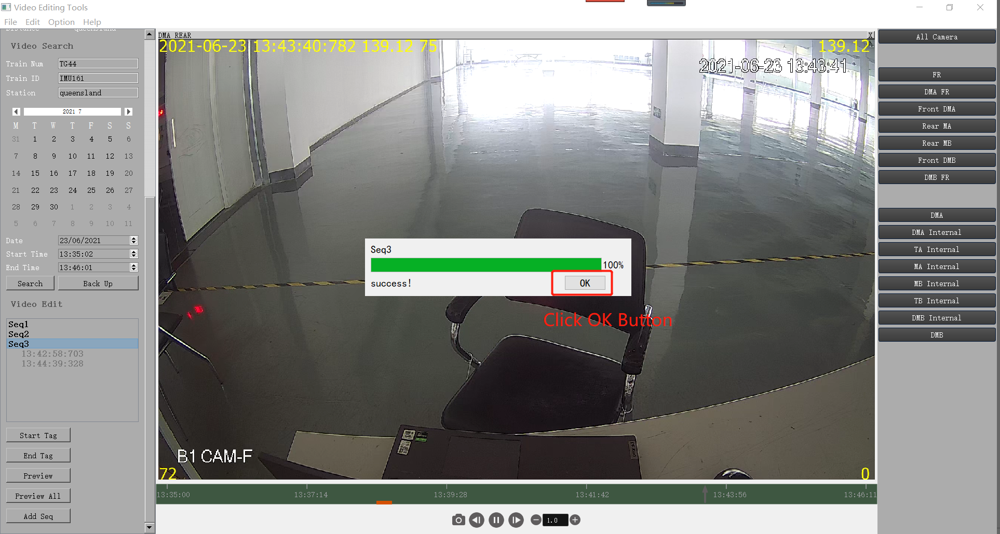 Video Editing Tools
File Edit Option Help
Distance queensland
Video Search
Train Num TG44
Train ID IMU161
Station queensland
2021 7
M T W T F S S
31 1 2 3 4 5 6
7 8 9 10 11 12 13
14 15 16 17 18 19 20
21 22 23 24 25 26 27
28 29 30 1 2 3 4
5 6 7 8 9 10 11
Date 23/06/2021
Start Time 13:35:02
End Time 13:46:01
Search Back Up
Video Edit
Seq1
Seq2
Seq3
13:42:58:703
13:44:39:328
Start Tag
End Tag
Preview
Preview All
Add Seq
DMA REAR X
2021-06-23 13:43:40:782 139.12 75 139.12
2021-06-23 13:43:41
Seq3
100%
success! OK
Click OK Button
B1 CAM-F
72 0
13:35:00 13:37:14 13:39:28 13:41:42 13:43:56 13:46:11
1.0
All Camera
FR
DMA FR
Front DMA
Rear MA
Rear MB
Front DMB
DMB FR
DMA
DMA Internal
TA Internal
MA Internal
MB Internal
TB Internal
DMB Internal
DMB